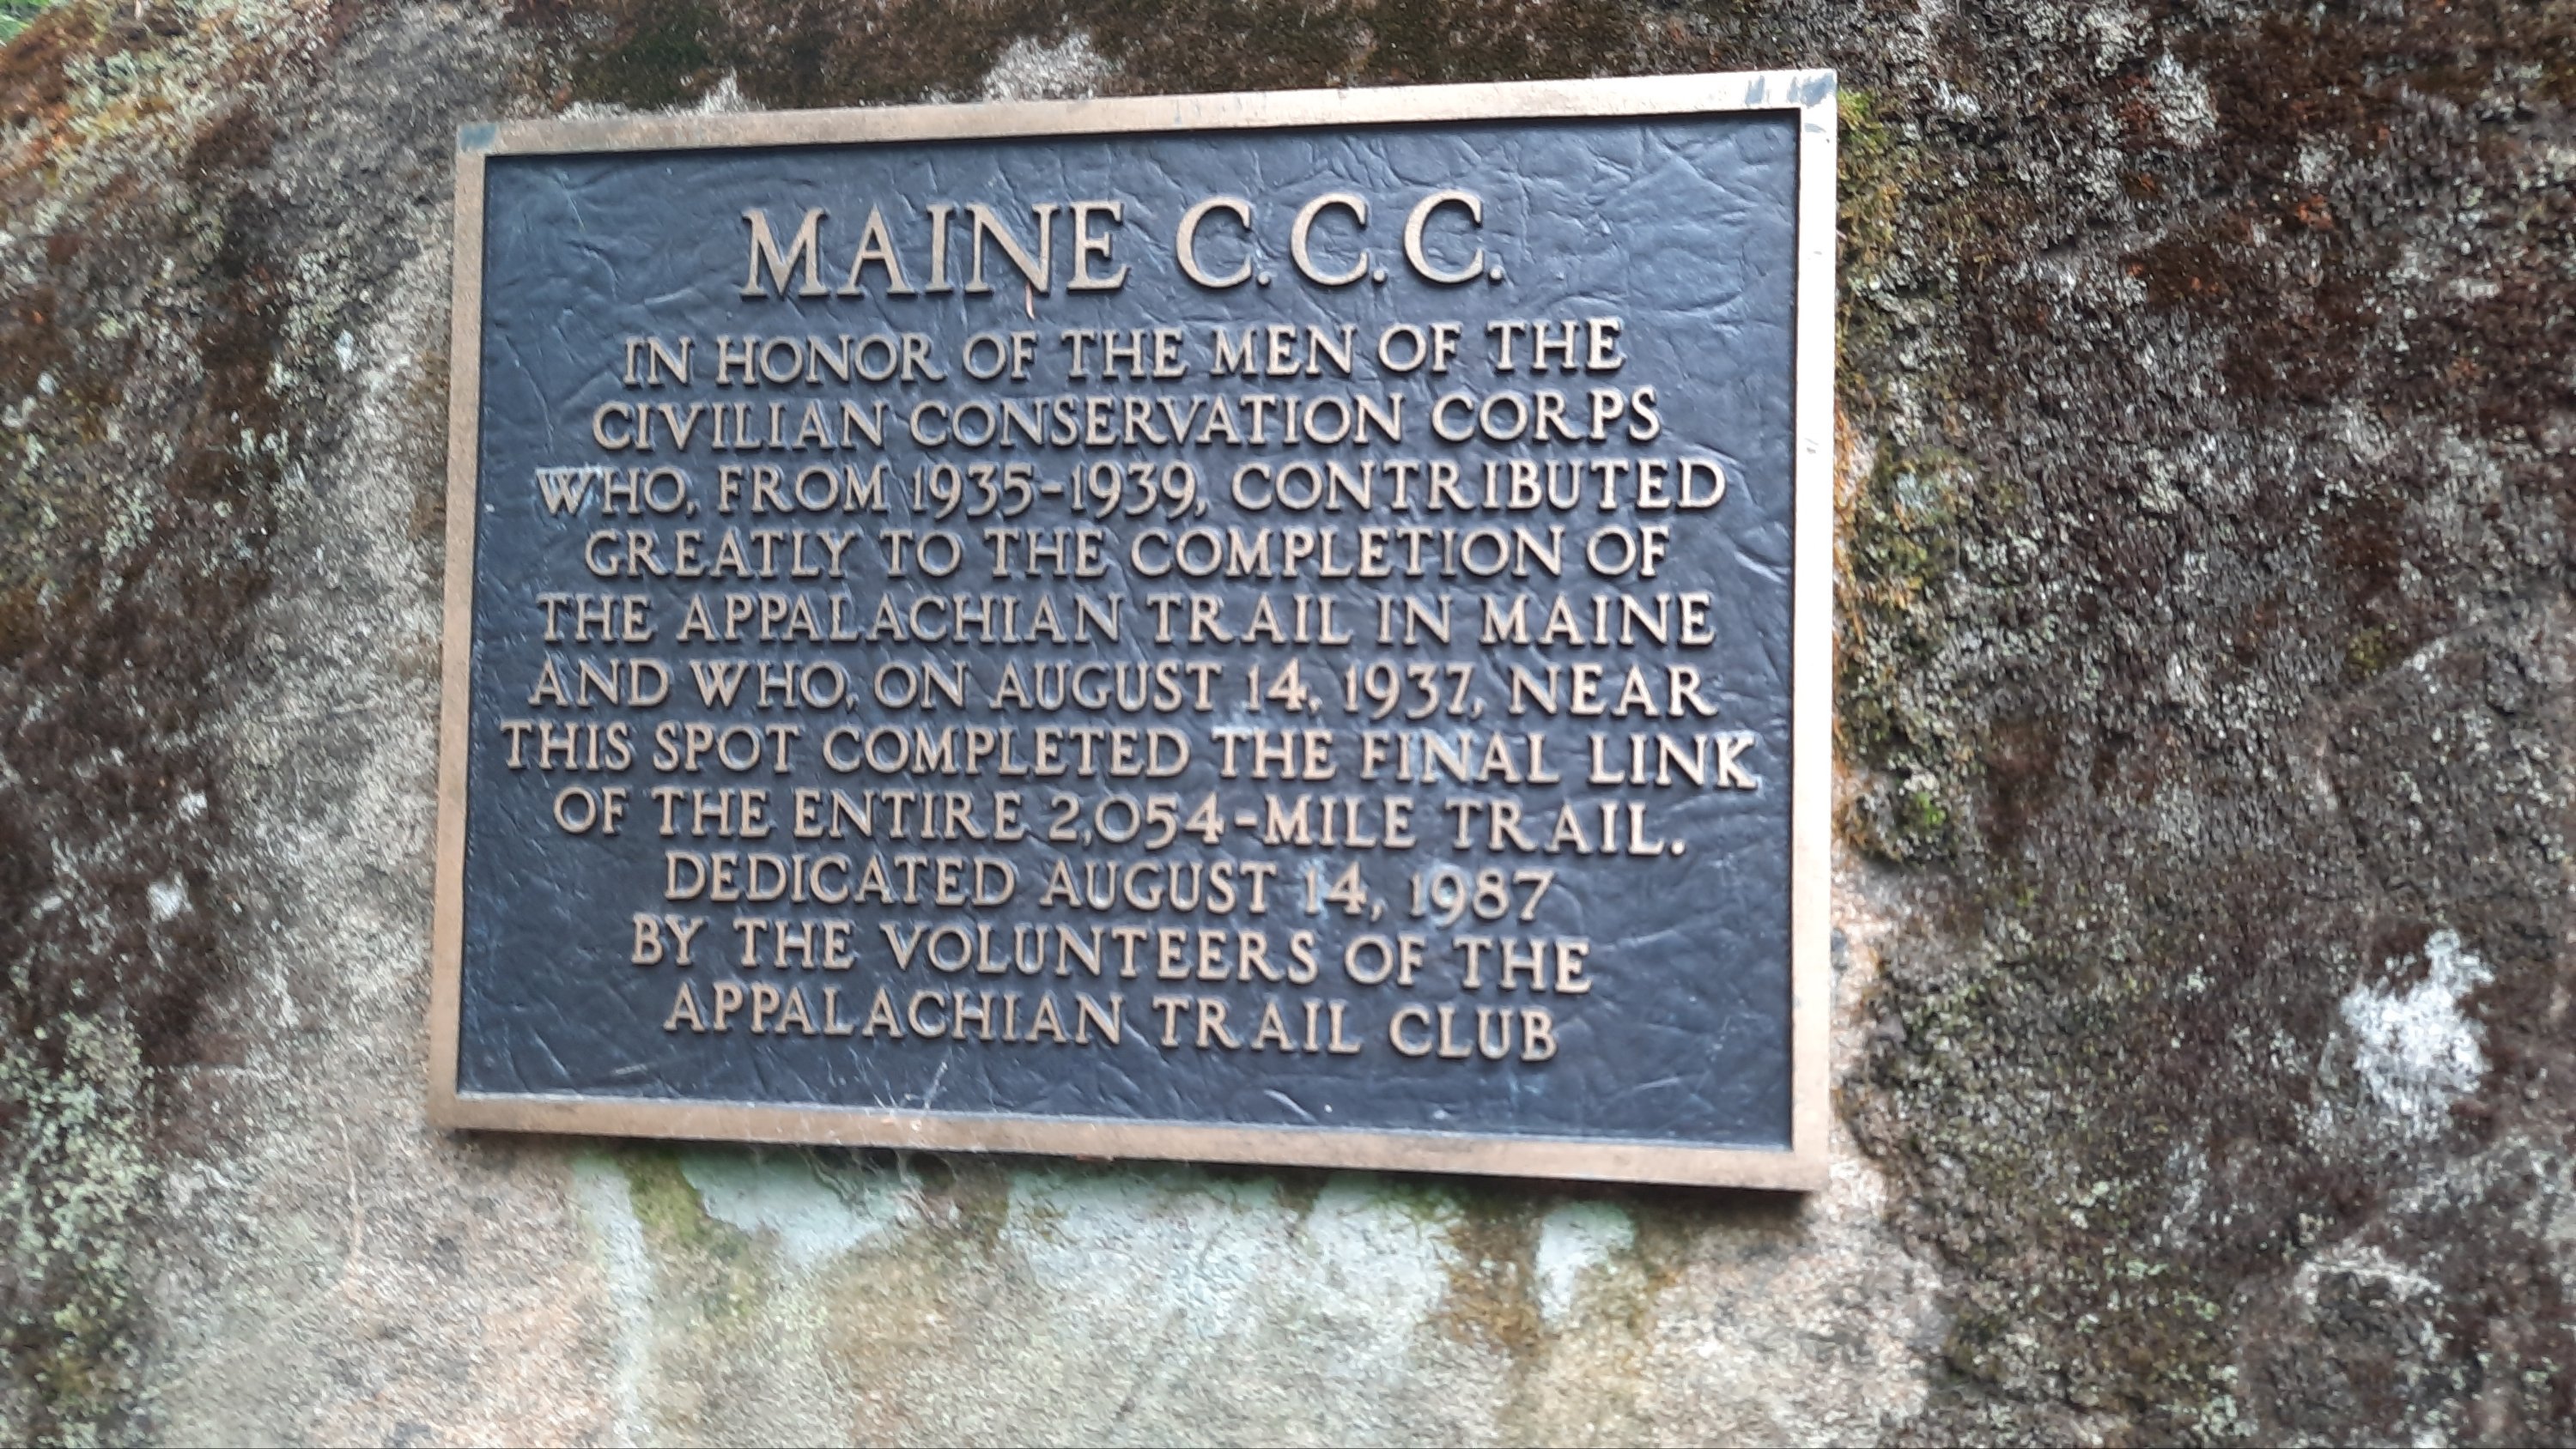 MAINE C.C.C.
IN HONOR OF THE MEN OF THE
CIVILIAN CONSERVATION CORPS
WHO, FROM 1935-1939, CONTRIBUTED
GREATLY TO THE COMPLETION OF
THE APPALACHIAN TRAIL IN MAINE
AND WHO, ON AUGUST 14, 1937, NEAR
THIS SPOT COMPLETED THE FINAL LINK
OF THE ENTIRE 2,054-MILE TRAIL.
DEDICATED AUGUST 14, 1987
BY THE VOLUNTEERS OF THE
APPALACHIAN TRAIL CLUB